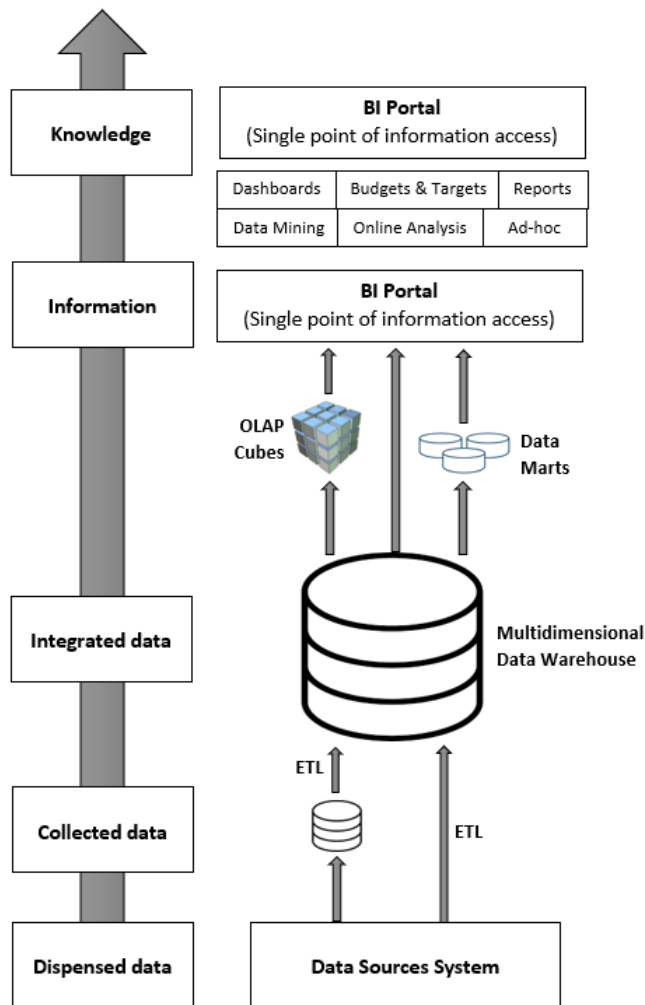 Knowledge
BI Portal
(Single point of information access)
Dashboards
Budgets & Targets
Reports
Data Mining
Online Analysis
Ad-hoc
Information
BI Portal
(Single point of information access)
OLAP
Cubes
Data
Marts
Integrated data
Multidimensional
Data Warehouse
ETL
Collected data
ETL
Dispensed data
Data Sources System